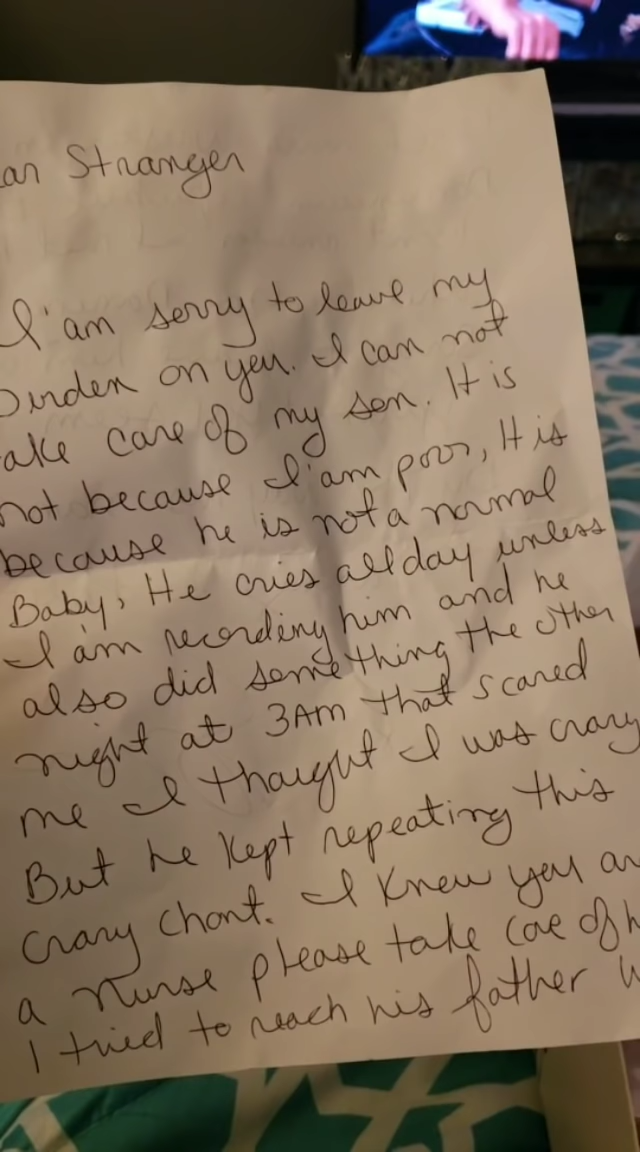 ar Stranger
I'am sorry to leave my
Burden on you. I can not
take care of my son. It is
not because I'am poor, It is
because he is not a normal
Baby, He cries all day unless
I am recording him and he
also did something the other
night at 3AM that scared
me I thought I was crazy
But he kept repeating this
crazy chant. I knew you are
a nurse please take care of h
I tried to reach his father w